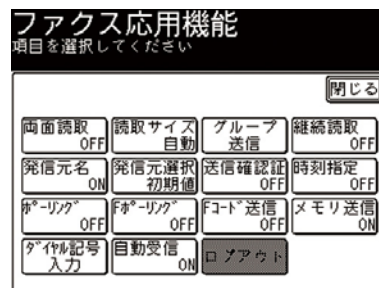 ファクス応用機能
項目を選択してください
閉じる
両面読取 OFF
読取サイズ 自動
グループ 送信
継続読取 OFF
発信元名 ON
発信元選択 初期値
送信確認証 OFF
時刻指定 OFF
ﾎﾟｰﾘﾝｸﾞ OFF
Fﾎﾟｰﾘﾝｸﾞ OFF
Fｺｰﾄﾞ送信 OFF
メモリ送信 ON
ﾀﾞｲﾔﾙ記号 入力
自動受信 ON
ログアウト